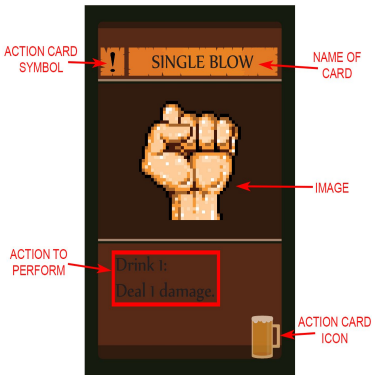 ACTION CARD
SYMBOL
! SINGLE BLOW
NAME OF
CARD
IMAGE
ACTION TO
PERFORM
Drink 1:
Deal 1 damage.
ACTION CARD
ICON